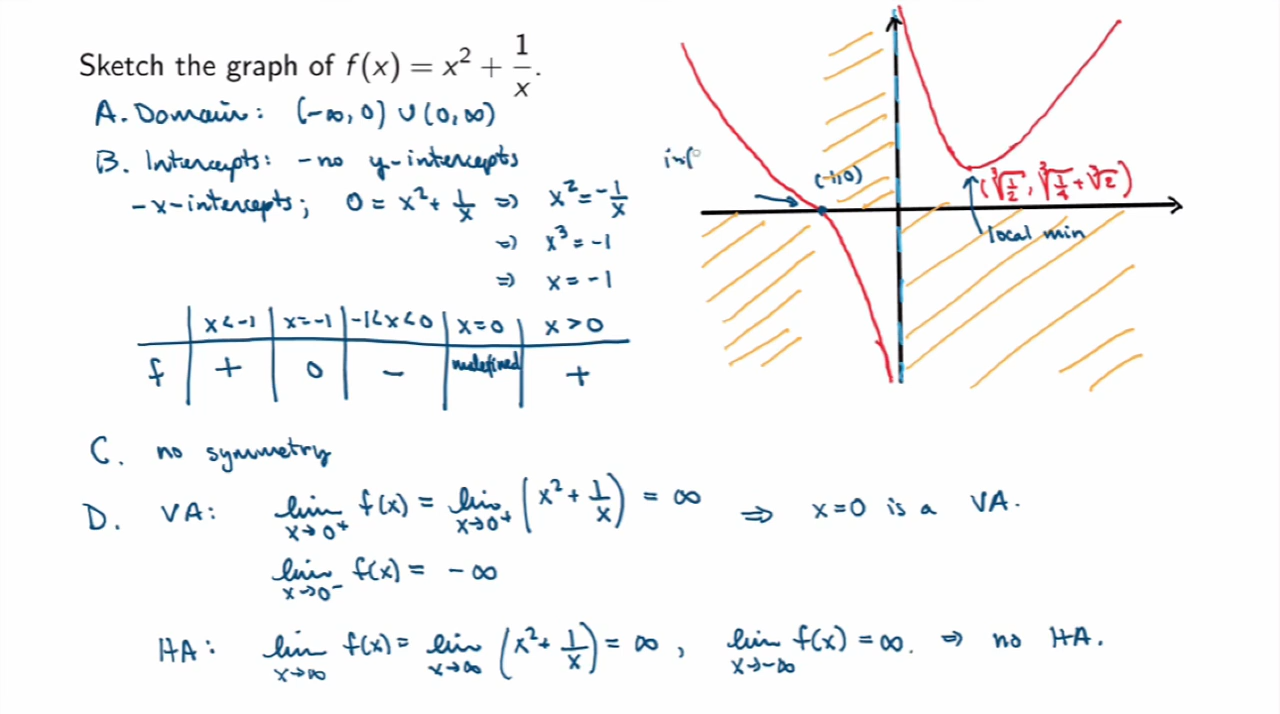 Sketch the graph of f(x) = x² + 1/x.
A. Domain: (-∞, 0) ∪ (0, ∞)
B. Intercepts: - no y-intercepts
- x-intercepts; 0 = x² + 1/x ⇒ x² = -1/x
⇒ x³ = -1
⇒ x = -1
x < -1 | x = -1 | -1 < x < 0 | x = 0 | x > 0
f | + | 0 | - | undefined | +
C. no symmetry
D. VA: lim x→0⁺ f(x) = lim x→0⁺ (x² + 1/x) = ∞ ⇒ x = 0 is a VA.
lim x→0⁻ f(x) = -∞
HA: lim x→∞ f(x) = lim x→∞ (x² + 1/x) = ∞, lim x→-∞ f(x) = ∞. ⇒ no HA.
inf
(-1,0)
(∛1/2, ∛1/4 + ∛2)
local min